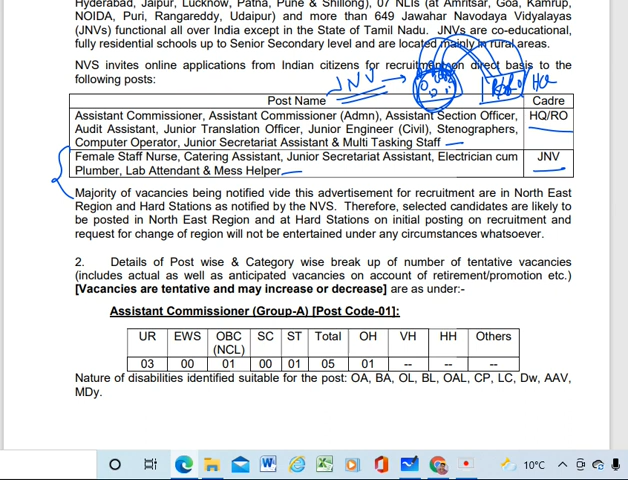 Hyderabad, Jaipur, Lucknow, Patna, Pune & Shillong), 07 NLIs (at Amritsar, Goa, Kamrup,
NOIDA, Puri, Rangareddy, Udaipur) and more than 649 Jawahar Navodaya Vidyalayas
(JNVs) functional all over India except in the State of Tamil Nadu. JNVs are co-educational,
fully residential schools up to Senior Secondary level and are located mainly in rural areas.
NVS invites online applications from Indian citizens for recruitment on direct basis to the
following posts:
JNV
HQ
Post Name Cadre
Assistant Commissioner, Assistant Commissioner (Admn), Assistant Section Officer, HQ/RO
Audit Assistant, Junior Translation Officer, Junior Engineer (Civil), Stenographers,
Computer Operator, Junior Secretariat Assistant & Multi Tasking Staff
Female Staff Nurse, Catering Assistant, Junior Secretariat Assistant, Electrician cum JNV
Plumber, Lab Attendant & Mess Helper
Majority of vacancies being notified vide this advertisement for recruitment are in North East
Region and Hard Stations as notified by the NVS. Therefore, selected candidates are likely to
be posted in North East Region and at Hard Stations on initial posting on recruitment and
request for change of region will not be entertained under any circumstances whatsoever.
2. Details of Post wise & Category wise break up of number of tentative vacancies
(includes actual as well as anticipated vacancies on account of retirement/promotion etc.)
[Vacancies are tentative and may increase or decrease] are as under:-
Assistant Commissioner (Group-A) [Post Code-01]:
UR EWS OBC (NCL) SC ST Total OH VH HH Others
03 00 01 00 01 05 01 -- -- --
Nature of disabilities identified suitable for the post: OA, BA, OL, BL, OAL, CP, LC, Dw, AAV,
MDy.
10°C